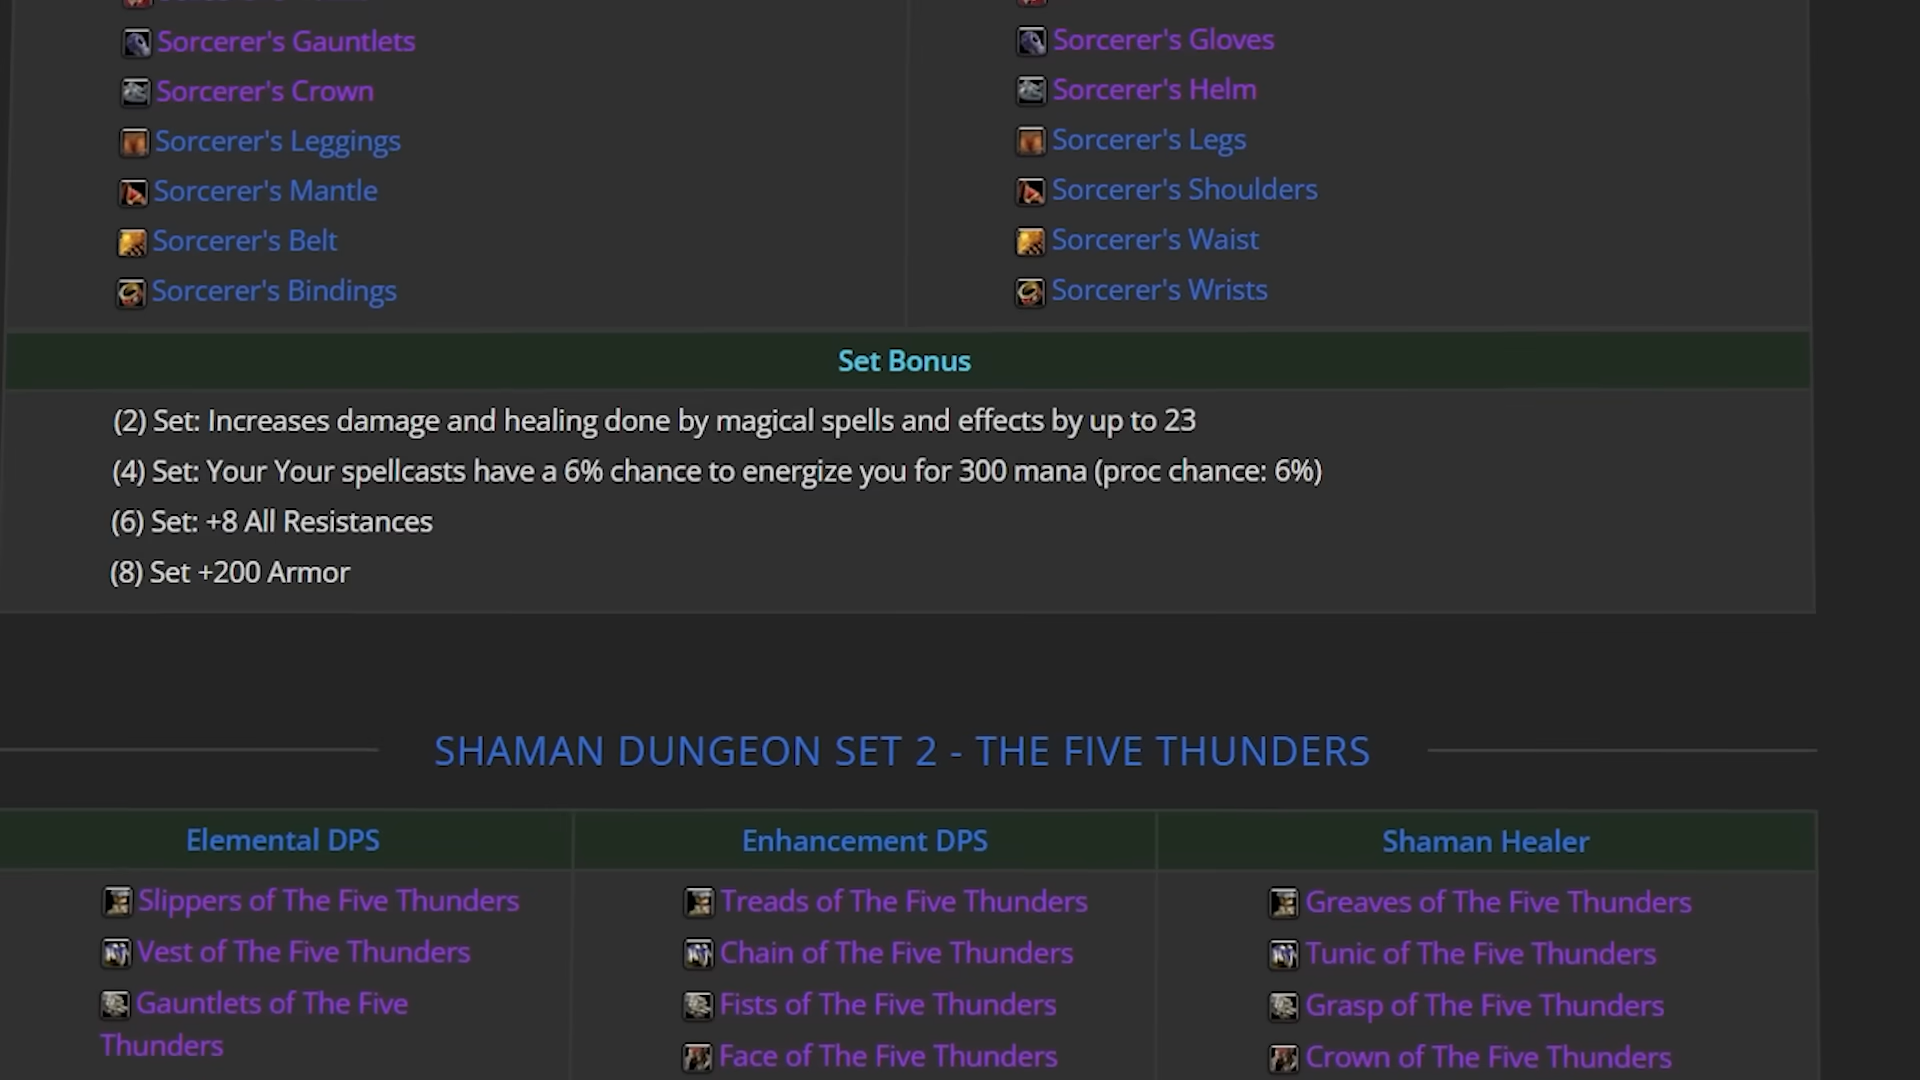 Sorcerer's Gauntlets
Sorcerer's Gloves
Sorcerer's Crown
Sorcerer's Helm
Sorcerer's Leggings
Sorcerer's Legs
Sorcerer's Mantle
Sorcerer's Shoulders
Sorcerer's Belt
Sorcerer's Waist
Sorcerer's Bindings
Sorcerer's Wrists
Set Bonus
(2) Set: Increases damage and healing done by magical spells and effects by up to 23
(4) Set: Your Your spellcasts have a 6% chance to energize you for 300 mana (proc chance: 6%)
(6) Set: +8 All Resistances
(8) Set +200 Armor
SHAMAN DUNGEON SET 2 - THE FIVE THUNDERS
Elemental DPS
Enhancement DPS
Shaman Healer
Slippers of The Five Thunders
Treads of The Five Thunders
Greaves of The Five Thunders
Vest of The Five Thunders
Chain of The Five Thunders
Tunic of The Five Thunders
Gauntlets of The Five
Thunders
Fists of The Five Thunders
Grasp of The Five Thunders
Face of The Five Thunders
Crown of The Five Thunders